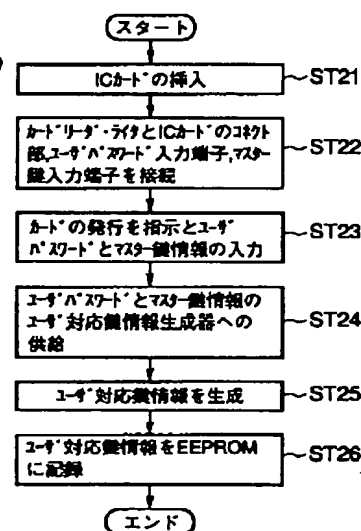 スタート
ICカードの挿入
ST21
カードリーダ・ライタとICカードのコネクト
部,ユーザパスワード入力端子,マスター
鍵入力端子を接続
ST22
カードの発行を指示とユーザ
パスワードとマスター鍵情報の入力
ST23
ユーザパスワードとマスター鍵情報の
ユーザ対応鍵情報生成器への
供給
ST24
ユーザ対応鍵情報を生成
ST25
ユーザ対応鍵情報をEEPROM
に記録
ST26
エンド